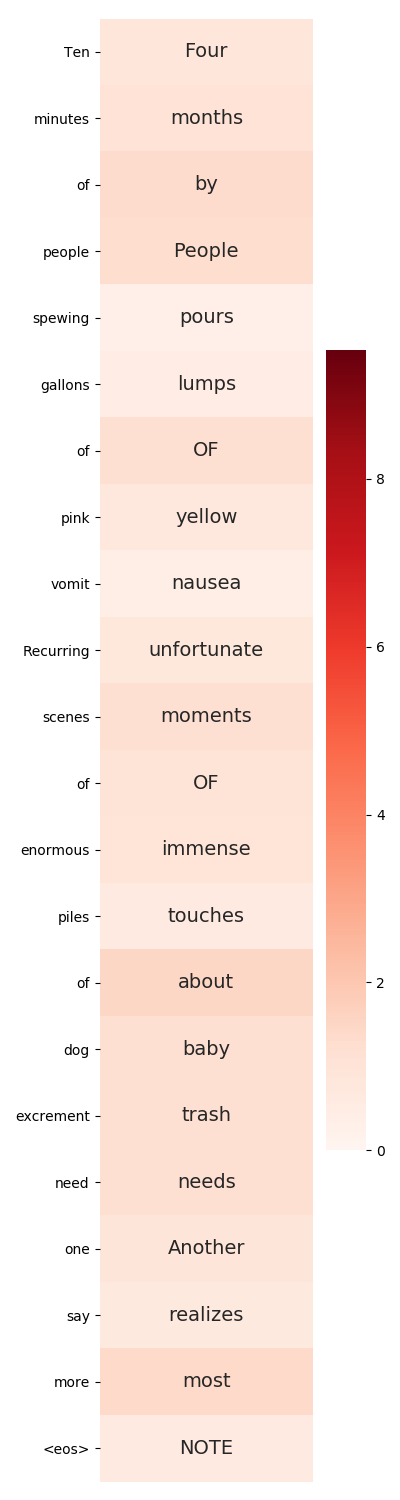 Ten Four
minutes months
of by
people People
spewing pours
gallons lumps
of OF
8
pink yellow
vomit nausea
Recurring unfortunate
6
scenes moments
of OF
4
enormous immense
piles touches
of about
2
dog baby
excrement trash
0
need needs
one Another
say realizes
more most
<eos> NOTE